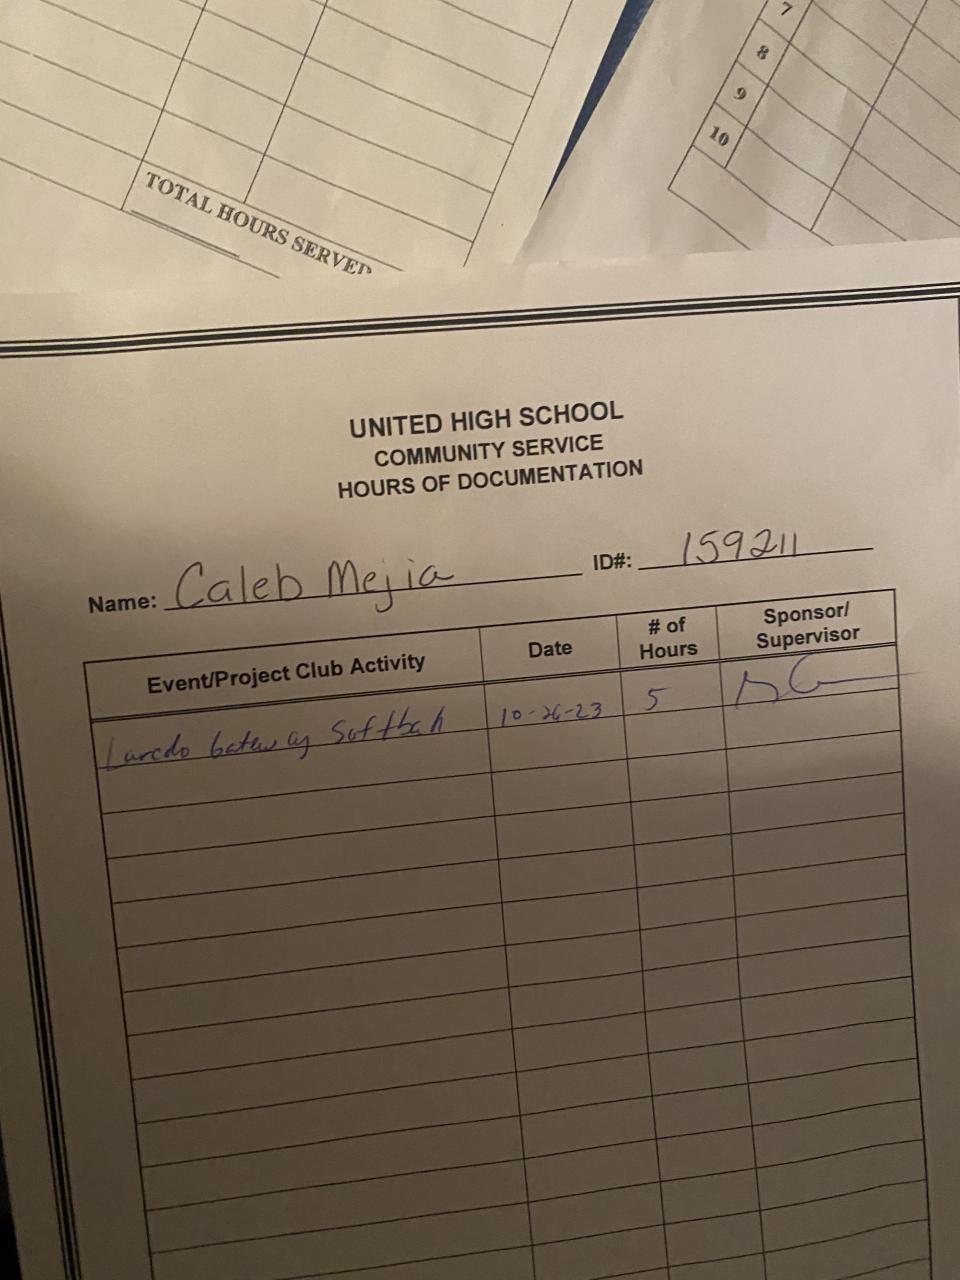 7
8
9
10
TOTAL HOURS SERVED
UNITED HIGH SCHOOL
COMMUNITY SERVICE
HOURS OF DOCUMENTATION
Name: Caleb Mejia ID#: 159211
Event/Project Club Activity Date # of Hours Sponsor/ Supervisor
Laredo Gateway Softball 10-26-23 5